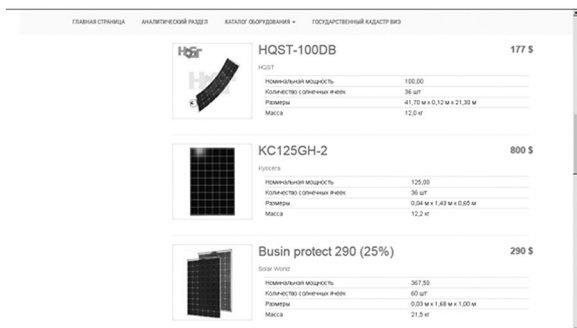 ГЛАВНАЯ СТРАНИЦА АНАЛИТИЧЕСКИЙ РАЗДЕЛ КАТАЛОГ ОБОРУДОВАНИЯ ГОСУДАРСТВЕННЫЙ КАДАСТР ВИЭ
HQST
HQST-100DB 177 $
HQST
Номинальная мощность 100,00
Количество солнечных ячеек 36 шт
Размеры 41,70 м x 0,12 м x 21,30 м
Масса 12,0 кг
KC125GH-2 800 $
Kyocera
Номинальная мощность 125,00
Количество солнечных ячеек 36 шт
Размеры 0,04 м x 1,43 м x 0,65 м
Масса 12,2 кг
Busin protect 290 (25%) 290 $
Solar World
Номинальная мощность 367,50
Количество солнечных ячеек 60 шт
Размеры 0,03 м x 1,68 м x 1,00 м
Масса 21,5 кг